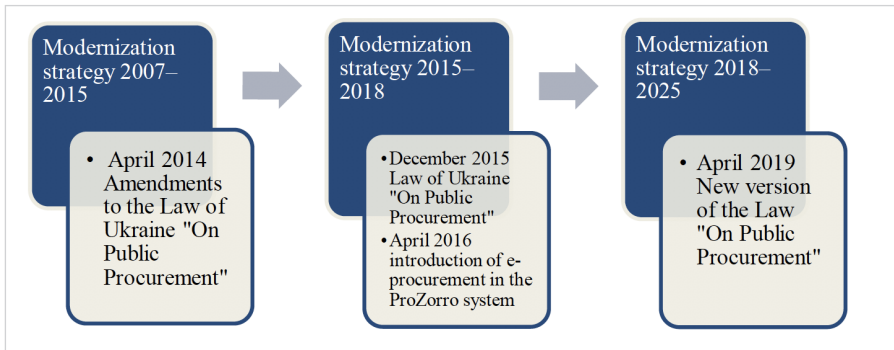 Modernization
strategy 2007–
2015
• April 2014
Amendments
to the Law of
Ukraine "On
Public
Procurement"
Modernization
strategy 2015–
2018
•December 2015
Law of Ukraine
"On Public
Procurement"
•April 2016
introduction of e-
procurement in the
ProZorro system
Modernization
strategy 2018–
2025
• April 2019
New version
of the Law
"On Public
Procurement"